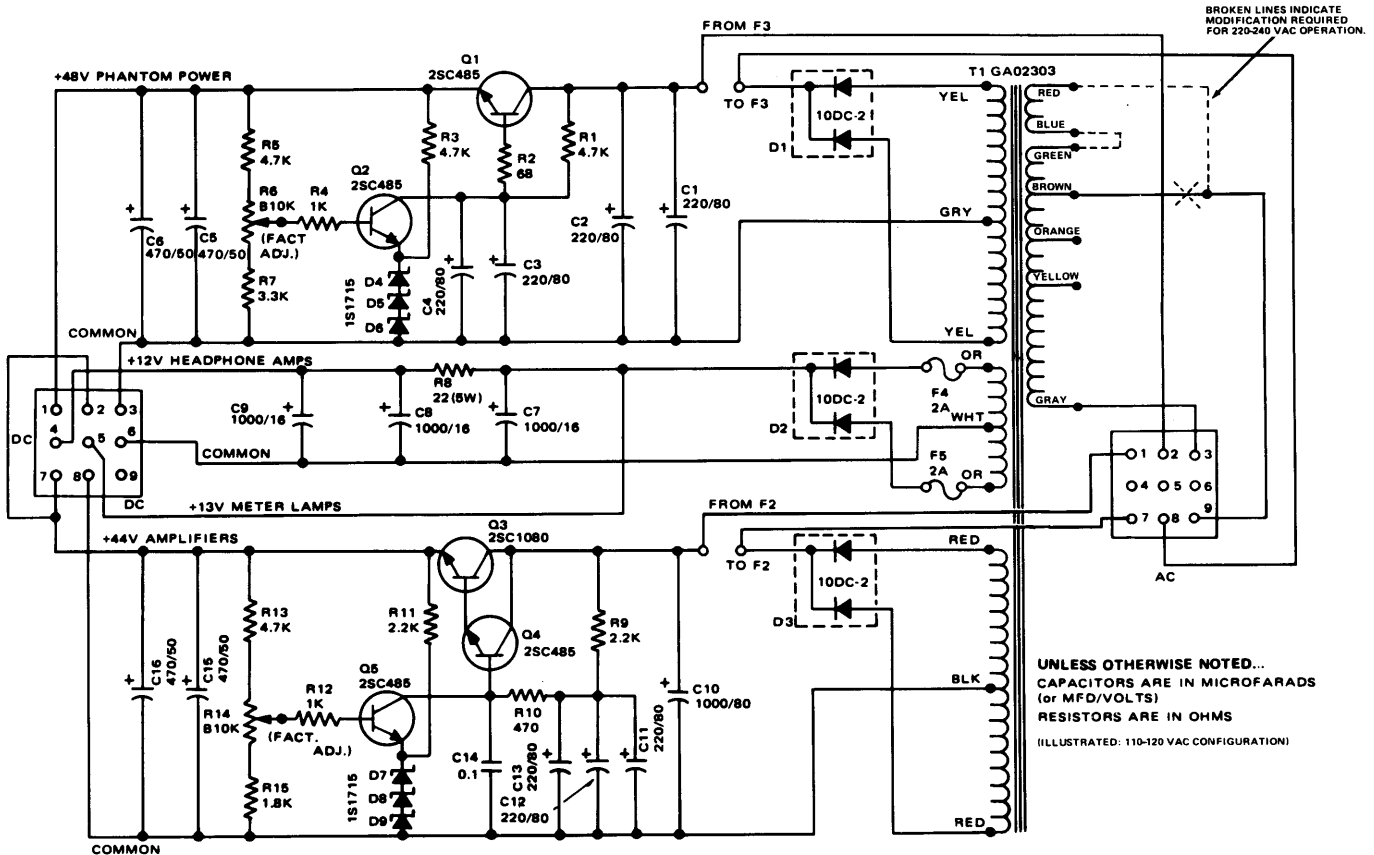 BROKEN LINES INDICATE
MODIFICATION REQUIRED
FOR 220-240 VAC OPERATION.
FROM F3
TO F3
+48V PHANTOM POWER
Q1
2SC485
R5
4.7K
R3
4.7K
R2
68
R1
4.7K
Q2
2SC485
R6
B10K
(FACT
ADJ.)
R4
1K
R7
3.3K
C6
470/50
C5
470/50
1S1715
D4
D5
D6
C4
220/80
C3
220/80
C2
220/80
C1
220/80
10DC-2
D1
T1 GA02303
YEL
GRY
YEL
RED
BLUE
GREEN
BROWN
ORANGE
YELLOW
GRAY
COMMON
+12V HEADPHONE AMPS
R8
22 (5W)
C9
1000/16
C8
1000/16
C7
1000/16
COMMON
+13V METER LAMPS
10DC-2
D2
OR
F4
2A
WHT
F5
2A
OR
DC
1 2 3
4 5 6
7 8 9
DC
1 2 3
4 5 6
7 8 9
AC
FROM F2
TO F2
+44V AMPLIFIERS
Q3
2SC1080
Q4
2SC485
R13
4.7K
R11
2.2K
R9
2.2K
C16
470/50
C15
470/50
R14
B10K
R12
1K
(FACT.
ADJ.)
Q5
2SC485
R10
470
R15
1.8K
1S1715
D7
D8
D9
C14
0.1
C13
220/80
C12
220/80
C11
220/80
C10
1000/80
10DC-2
D3
RED
BLK
RED
COMMON
UNLESS OTHERWISE NOTED...
CAPACITORS ARE IN MICROFARADS
(or MFD/VOLTS)
RESISTORS ARE IN OHMS
(ILLUSTRATED: 110-120 VAC CONFIGURATION)